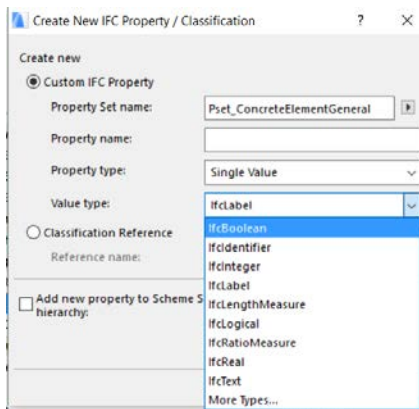 Create New IFC Property / Classification ? ×
Create new
Custom IFC Property
Property Set name: Pset_ConcreteElementGeneral
Property name:
Property type: Single Value
Value type: IfcLabel
IfcBoolean
Classification Reference
IfcIdentifier
Reference name:
IfcInteger
IfcLabel
IfcLengthMeasure
Add new property to Scheme S
hierarchy:
IfcLogical
IfcRatioMeasure
IfcReal
IfcText
More Types...